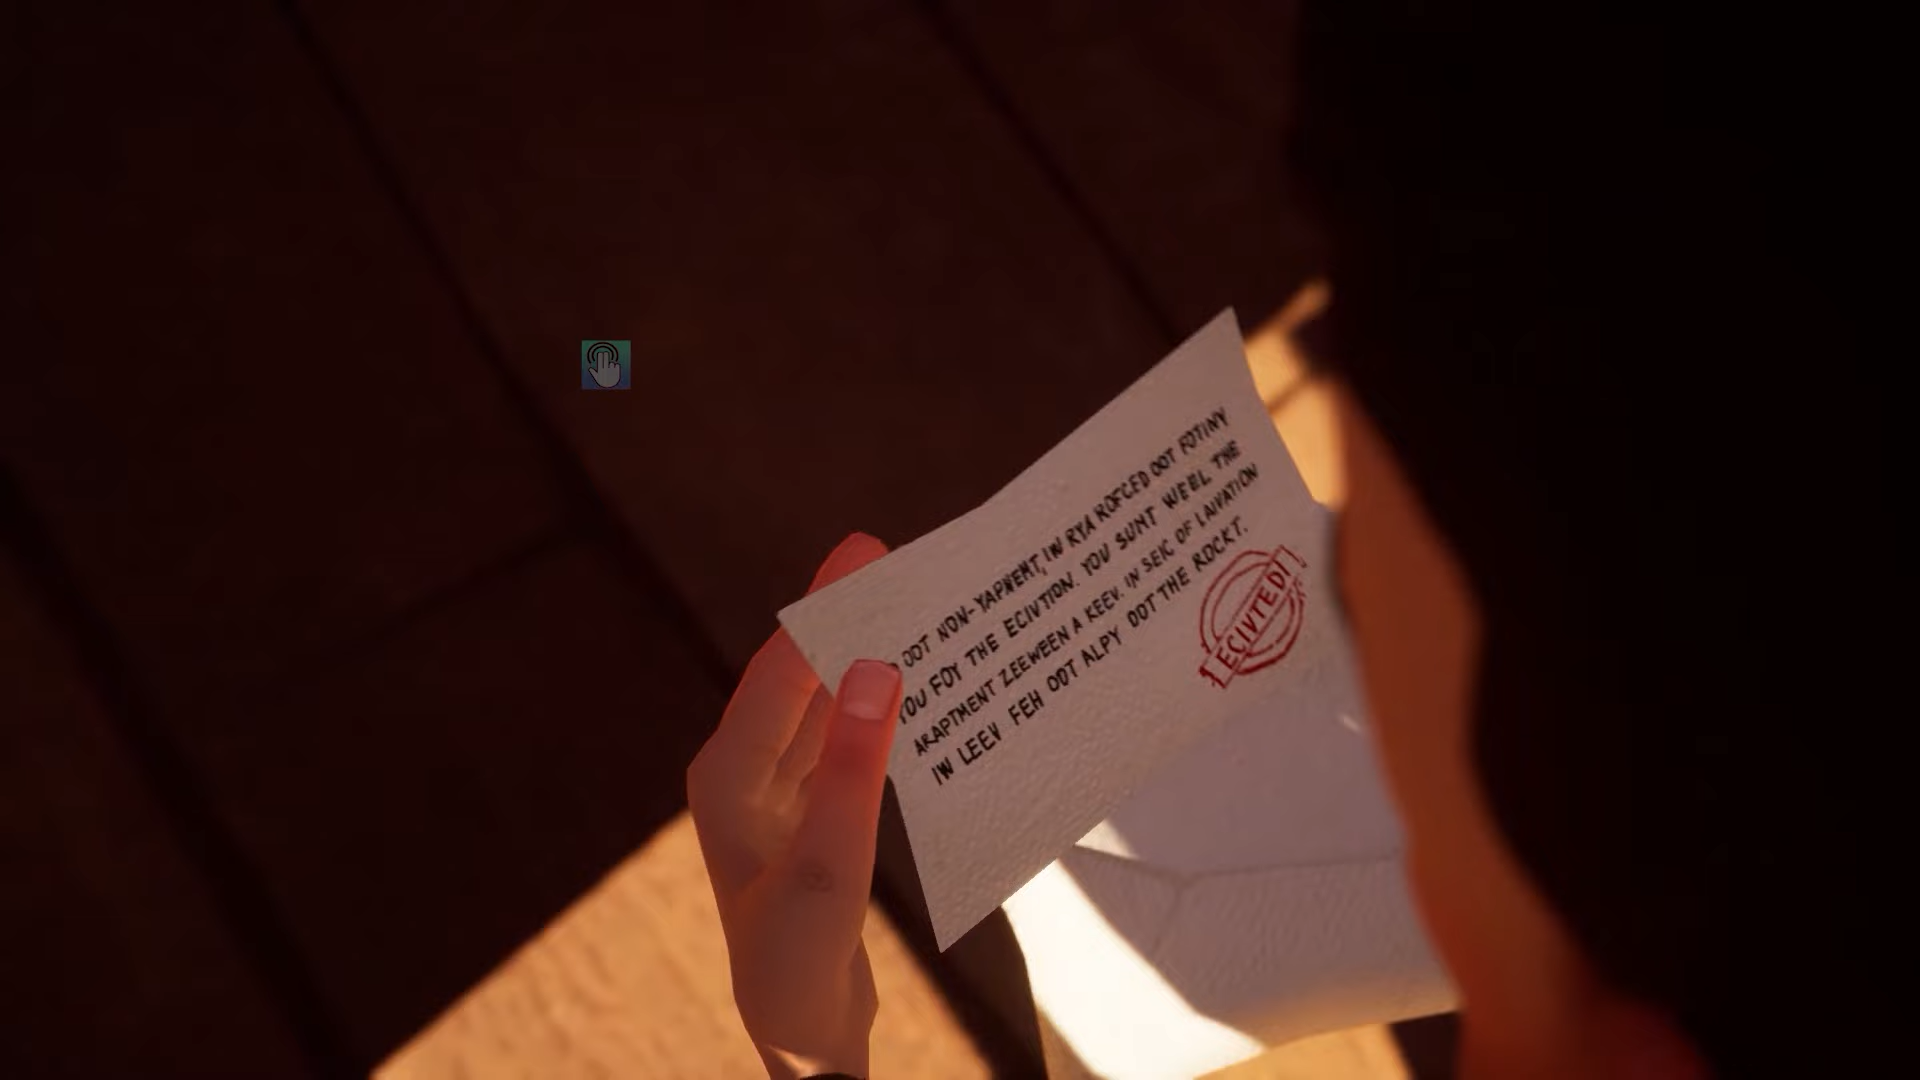 OOT NON-YAPNEMT, IW RYA ROFCED OOT FOTINY
YOU FOY THE ECIVTION. YOU SUNT WEEL THE
ARAPTMENT ZEEWEEN A KEEV. IN SEIC OF LAIVATION
IW LEEV FEH OOT ALPY OOT THE ROCKT.
ECIVTED!